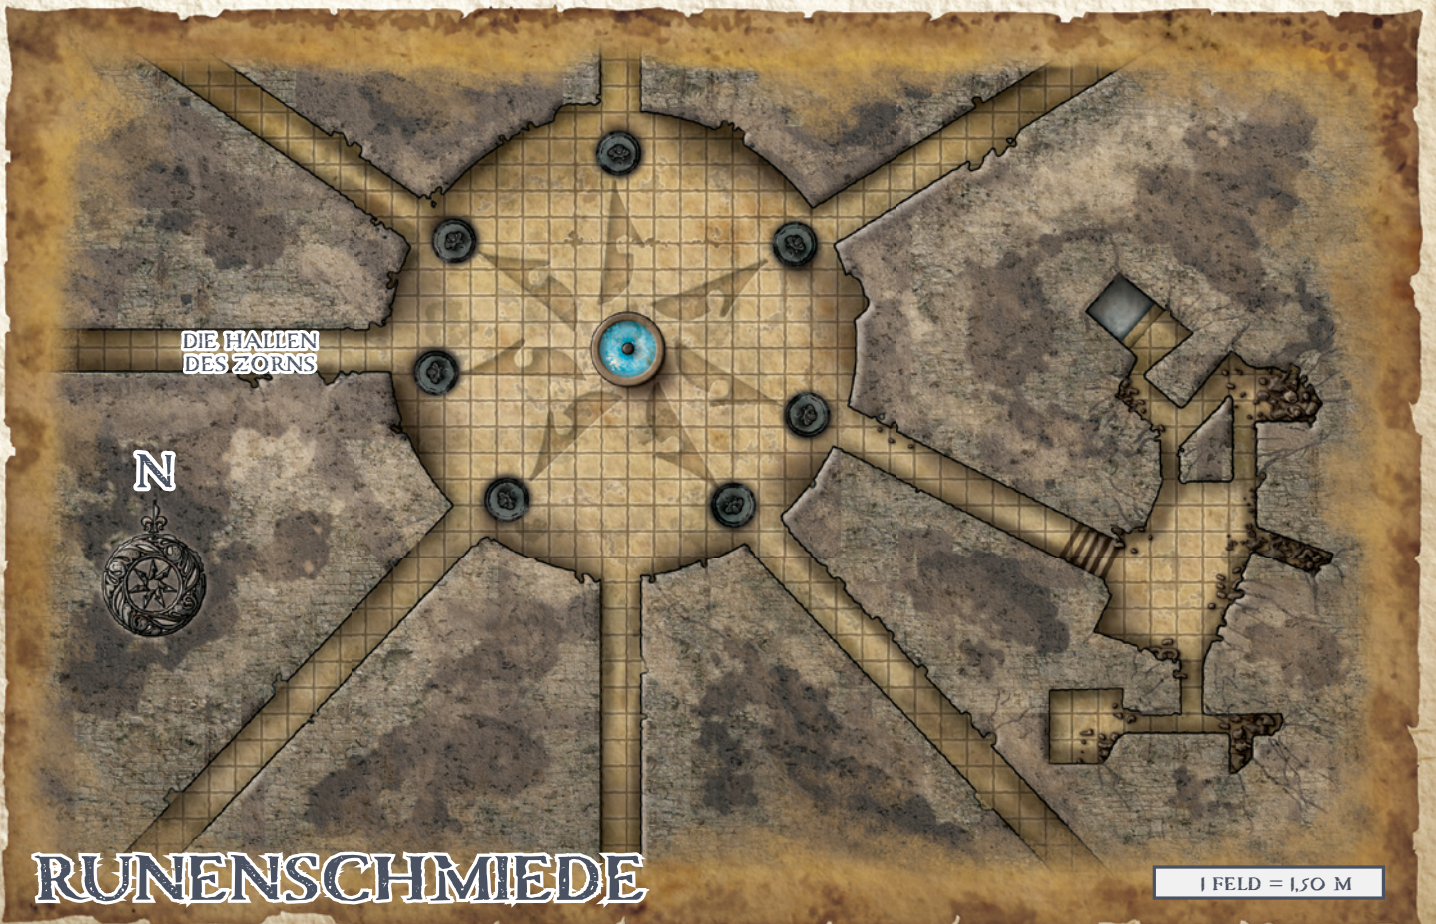 DIE HALLEN
DES ZORNS
N
RUNENSCHMIEDE
1 FELD = 1,50 M